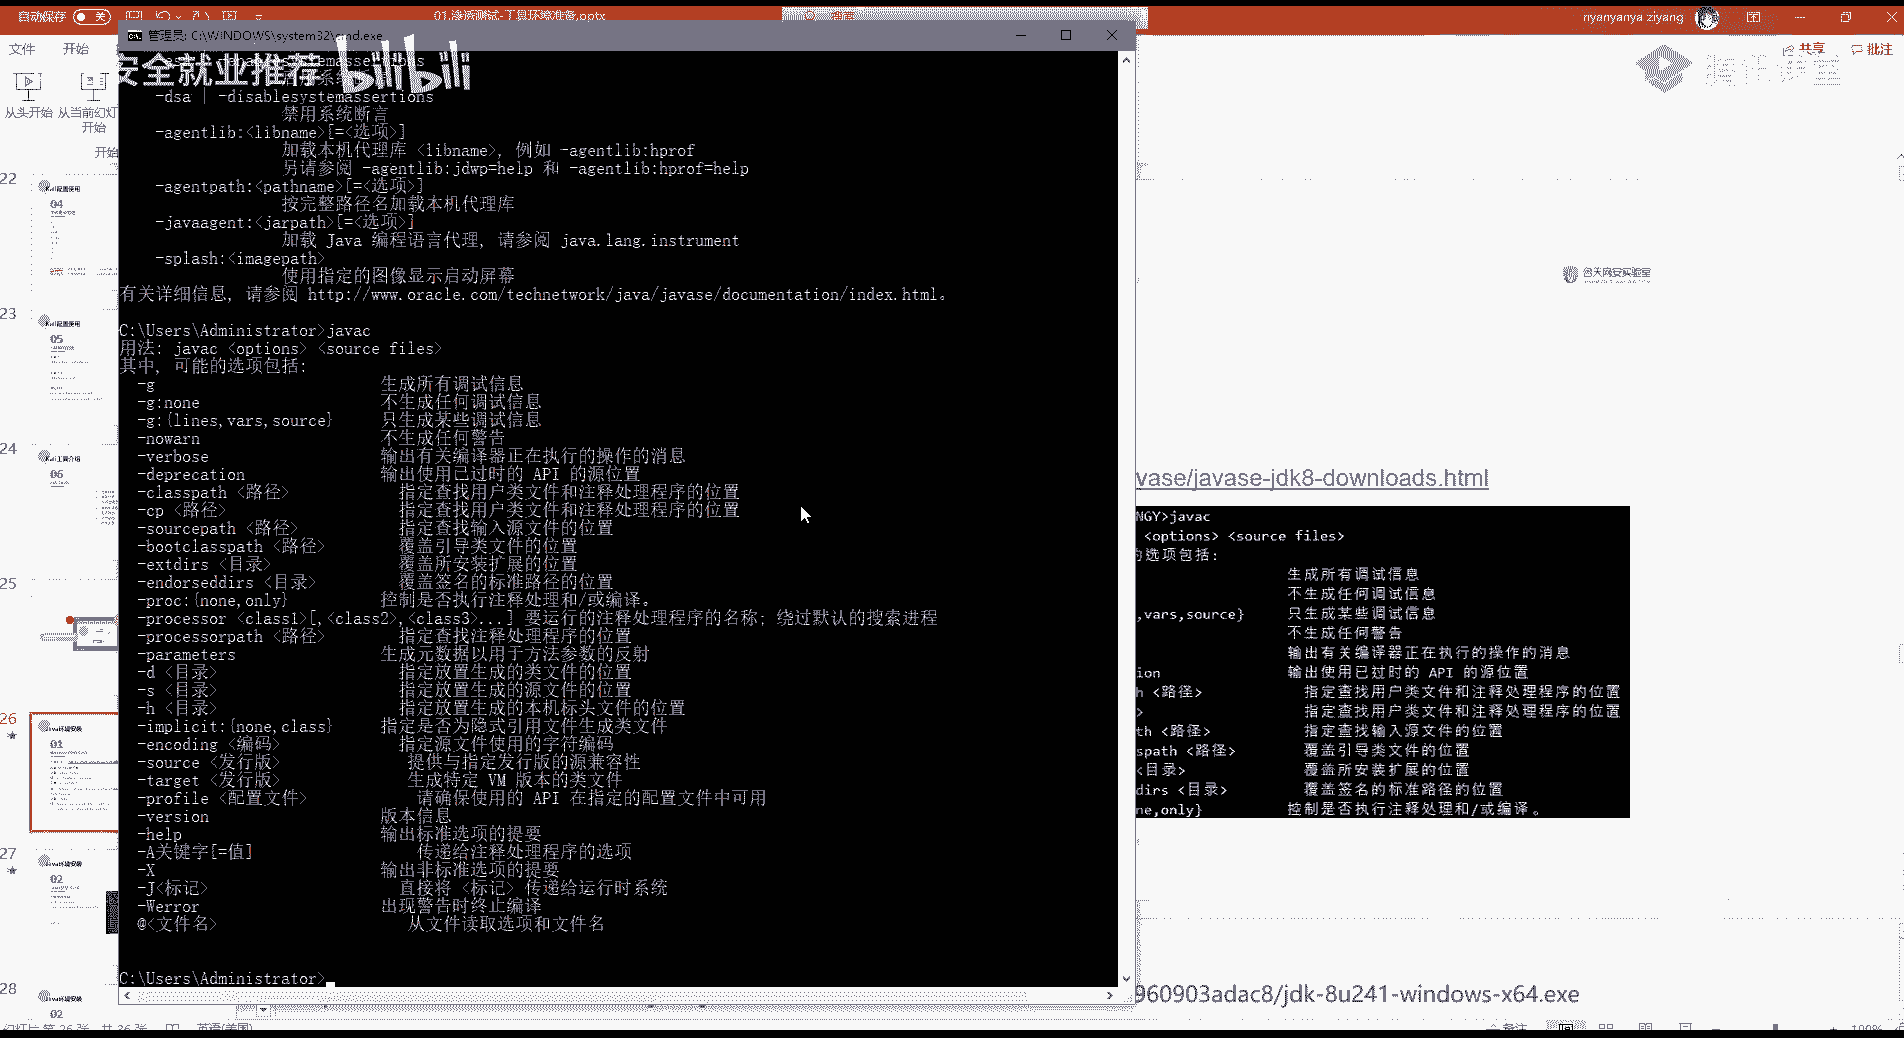 自动保存
nyanyanya ziyang
管理员: C:\WINDOWS\system32\cmd.exe
文件
开始
共享
批注
安全就业推荐 bilibili
从头开始 从当前幻灯片
开始
-dsa | -disablesystemassertions
禁用系统断言
-agentlib:<libname>[=<选项>]
加载本机代理库 <libname>, 例如 -agentlib:hprof
另请参阅 -agentlib:jdwp=help 和 -agentlib:hprof=help
-agentpath:<pathname>[=<选项>]
按完整路径名加载本机代理库
-javaagent:<jarpath>[=<选项>]
加载 Java 编程语言代理, 请参阅 java.lang.instrument
-splash:<imagepath>
使用指定的图像显示启动屏幕
有关详细信息, 请参阅 http://www.oracle.com/technetwork/java/javase/documentation/index.html。
C:\Users\Administrator>javac
用法: javac <options> <source files>
其中, 可能的选项包括:
-g 生成所有调试信息
-g:none 不生成任何调试信息
-g:{lines,vars,source} 只生成某些调试信息
-nowarn 不生成任何警告
-verbose 输出有关编译器正在执行的操作的消息
-deprecation 输出使用已过时的 API 的源位置
-classpath <路径> 指定查找用户类文件和注释处理程序的位置
-cp <路径> 指定查找用户类文件和注释处理程序的位置
-sourcepath <路径> 指定查找输入源文件的位置
-bootclasspath <路径> 覆盖引导类文件的位置
-extdirs <目录> 覆盖所安装扩展的位置
-endorseddirs <目录> 覆盖签名的标准路径的位置
-proc:{none,only} 控制是否执行注释处理和/或编译。
-processor <class1>[,<class2>,<class3>...] 要运行的注释处理程序的名称; 绕过默认的搜索进程
-processorpath <路径> 指定查找注释处理程序的位置
-parameters 生成元数据以用于方法参数的反射
-d <目录> 指定放置生成的类文件的位置
-s <目录> 指定放置生成的源文件的位置
-h <目录> 指定放置生成的本机标头文件的位置
-implicit:{none,class} 指定是否为隐式引用文件生成类文件
-encoding <编码> 指定源文件使用的字符编码
-source <发行版> 提供与指定发行版的源兼容性
-target <发行版> 生成特定 VM 版本的类文件
-profile <配置文件> 请确保使用的 API 在指定的配置文件中可用
-version 版本信息
-help 输出标准选项的提要
-A关键字[=值] 传递给注释处理程序的选项
-X 输出非标准选项的提要
-J<标记> 直接将 <标记> 传递给运行时系统
-Werror 出现警告时终止编译
@<文件名> 从文件读取选项和文件名
C:\Users\Administrator>
22
04
23
05
24
06
25
26
01
27
02
28
02
vase/javase-jdk8-downloads.html
NGY>javac
<options> <source files>
的选项包括:
生成所有调试信息
不生成任何调试信息
,vars,source} 只生成某些调试信息
不生成任何警告
输出有关编译器正在执行的操作的消息
ion 输出使用已过时的 API 的源位置
h <路径> 指定查找用户类文件和注释处理程序的位置
> 指定查找用户类文件和注释处理程序的位置
th <路径> 指定查找输入源文件的位置
spath <路径> 覆盖引导类文件的位置
<目录> 覆盖所安装扩展的位置
dirs <目录> 覆盖签名的标准路径的位置
ne,only} 控制是否执行注释处理和/或编译。
960903adac8/jdk-8u241-windows-x64.exe